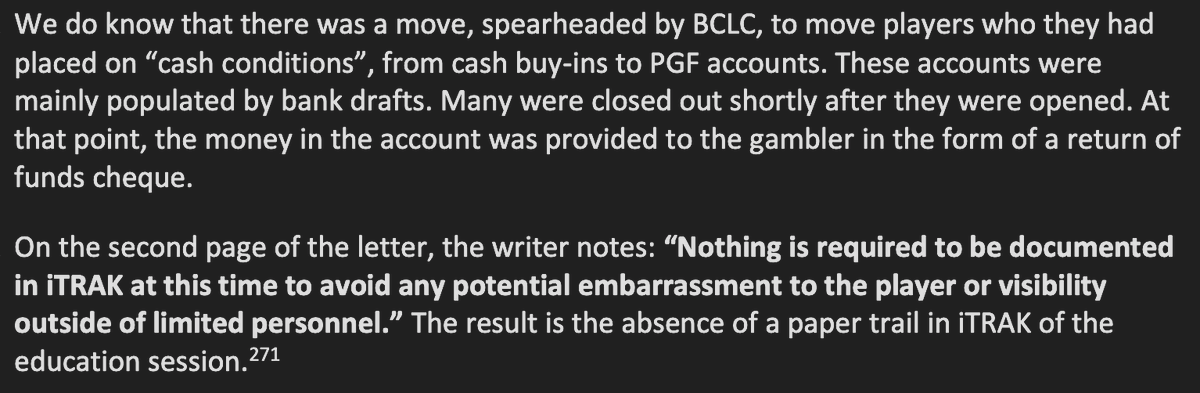 We do know that there was a move, spearheaded by BCLC, to move players who they had
placed on “cash conditions”, from cash buy-ins to PGF accounts. These accounts were
mainly populated by bank drafts. Many were closed out shortly after they were opened. At
that point, the money in the account was provided to the gambler in the form of a return of
funds cheque.
On the second page of the letter, the writer notes: “Nothing is required to be documented
in iTRAK at this time to avoid any potential embarrassment to the player or visibility
outside of limited personnel.” The result is the absence of a paper trail in iTRAK of the
education session.271